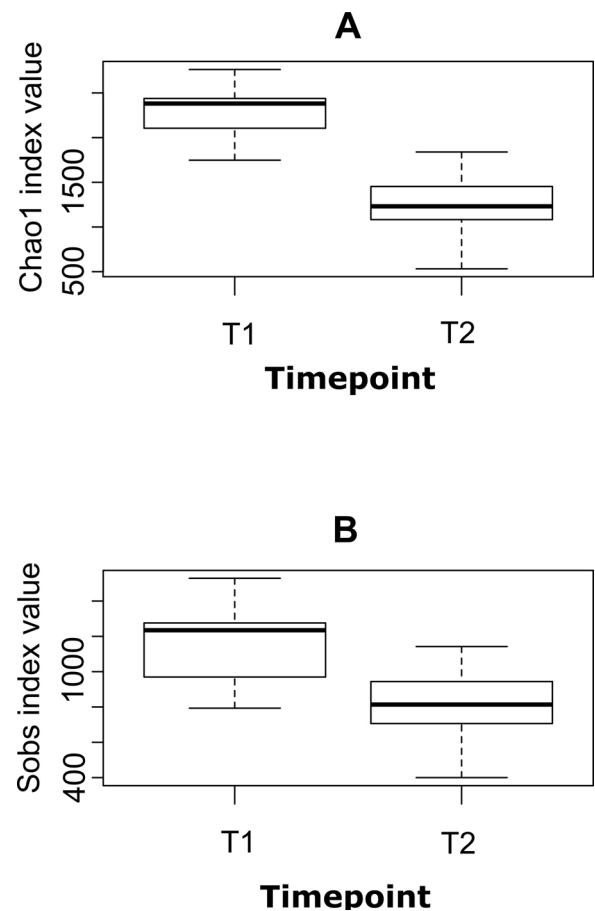 A
Chao1 index value
1500
500
T1 T2
Timepoint
B
Sobs index value
1000
400
T1 T2
Timepoint